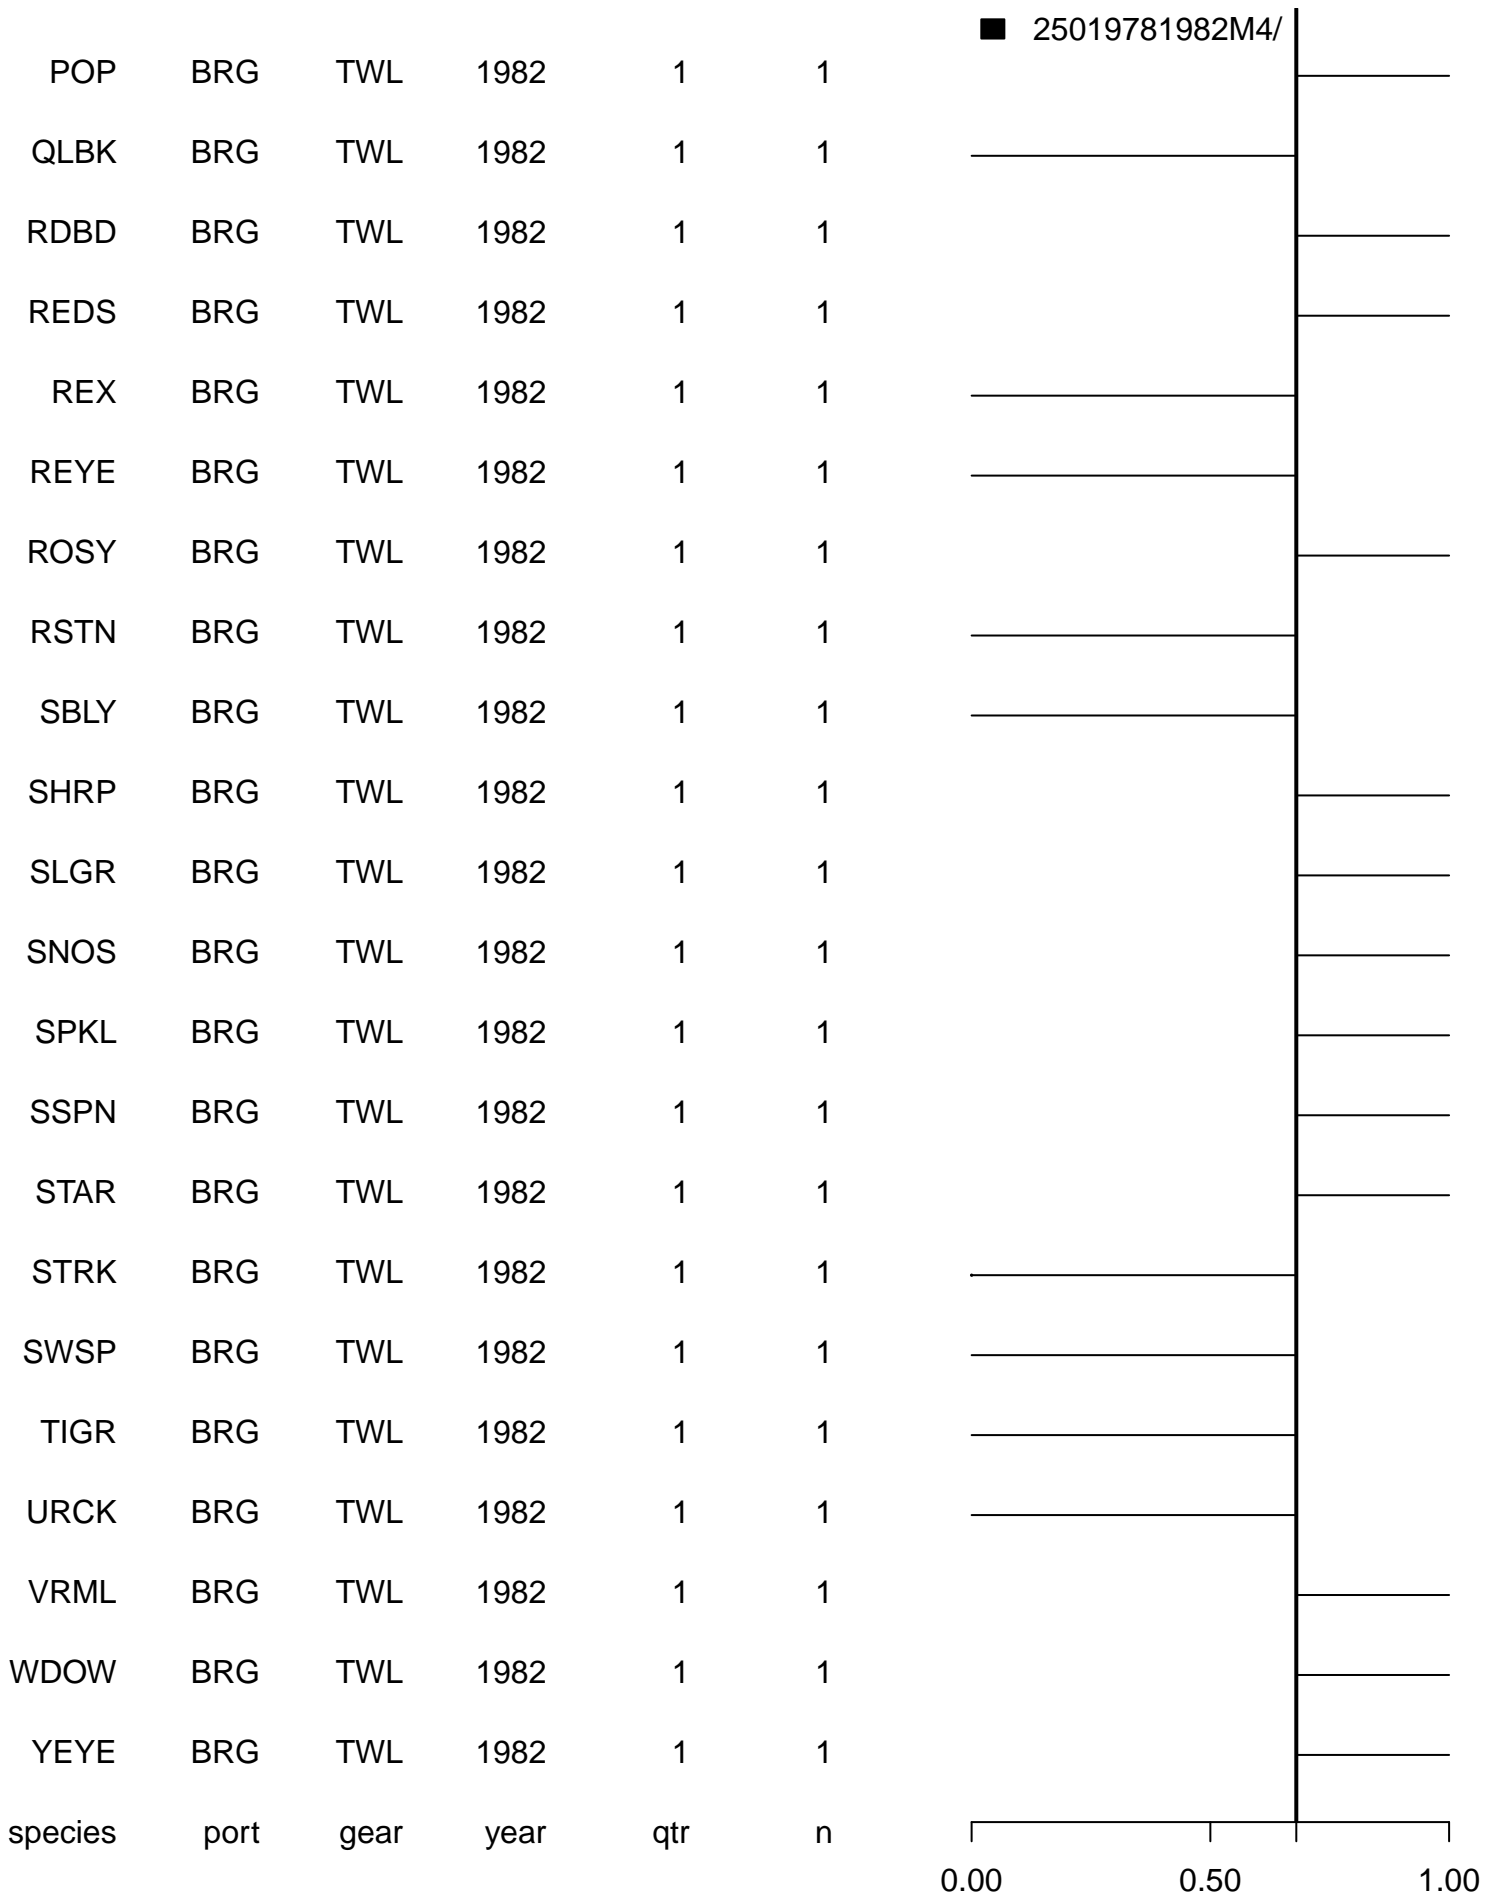 25019781982M4/
POP BRG TWL 1982 1 1
QLBK BRG TWL 1982 1 1
RDBD BRG TWL 1982 1 1
REDS BRG TWL 1982 1 1
REX BRG TWL 1982 1 1
REYE BRG TWL 1982 1 1
ROSY BRG TWL 1982 1 1
RSTN BRG TWL 1982 1 1
SBLY BRG TWL 1982 1 1
SHRP BRG TWL 1982 1 1
SLGR BRG TWL 1982 1 1
SNOS BRG TWL 1982 1 1
SPKL BRG TWL 1982 1 1
SSPN BRG TWL 1982 1 1
STAR BRG TWL 1982 1 1
STRK BRG TWL 1982 1 1
SWSP BRG TWL 1982 1 1
TIGR BRG TWL 1982 1 1
URCK BRG TWL 1982 1 1
VRML BRG TWL 1982 1 1
WDOW BRG TWL 1982 1 1
YEYE BRG TWL 1982 1 1
species port gear year qtr n
0.00 0.50 1.00